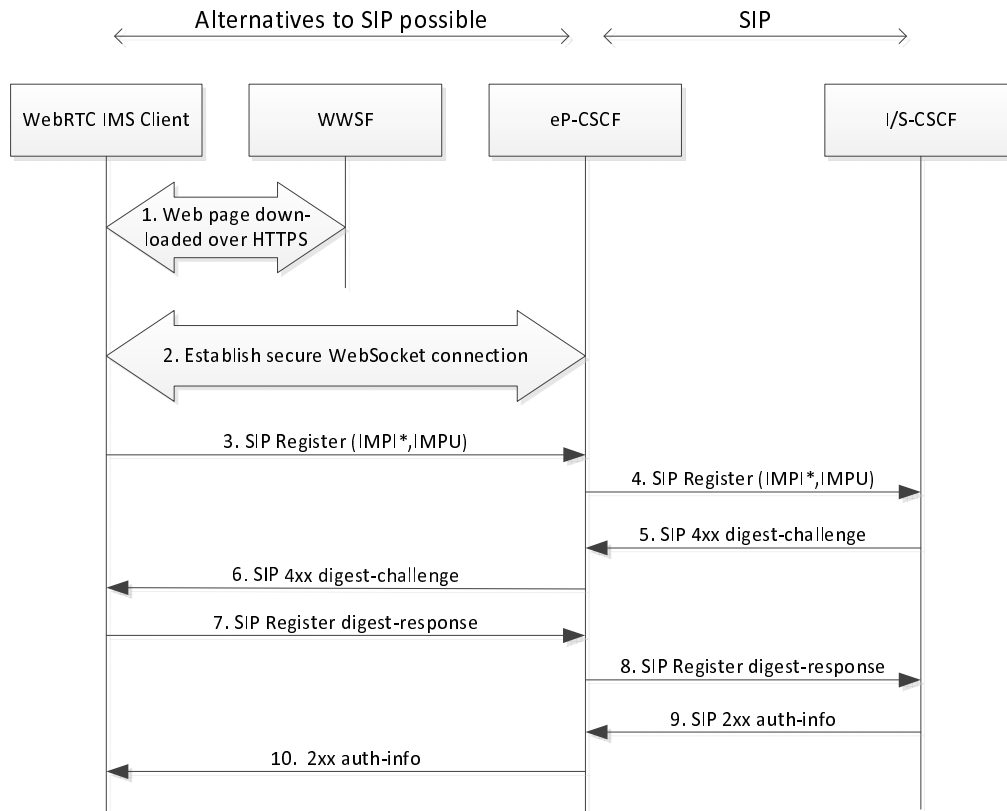 Alternatives to SIP possible
SIP
WebRTC IMS Client
WWSF
eP-CSCF
I/S-CSCF
1. Web page down-
loaded over HTTPS
2. Establish secure WebSocket connection
3. SIP Register (IMPI*,IMPU)
4. SIP Register (IMPI*,IMPU)
5. SIP 4xx digest-challenge
6. SIP 4xx digest-challenge
7. SIP Register digest-response
8. SIP Register digest-response
9. SIP 2xx auth-info
10. 2xx auth-info